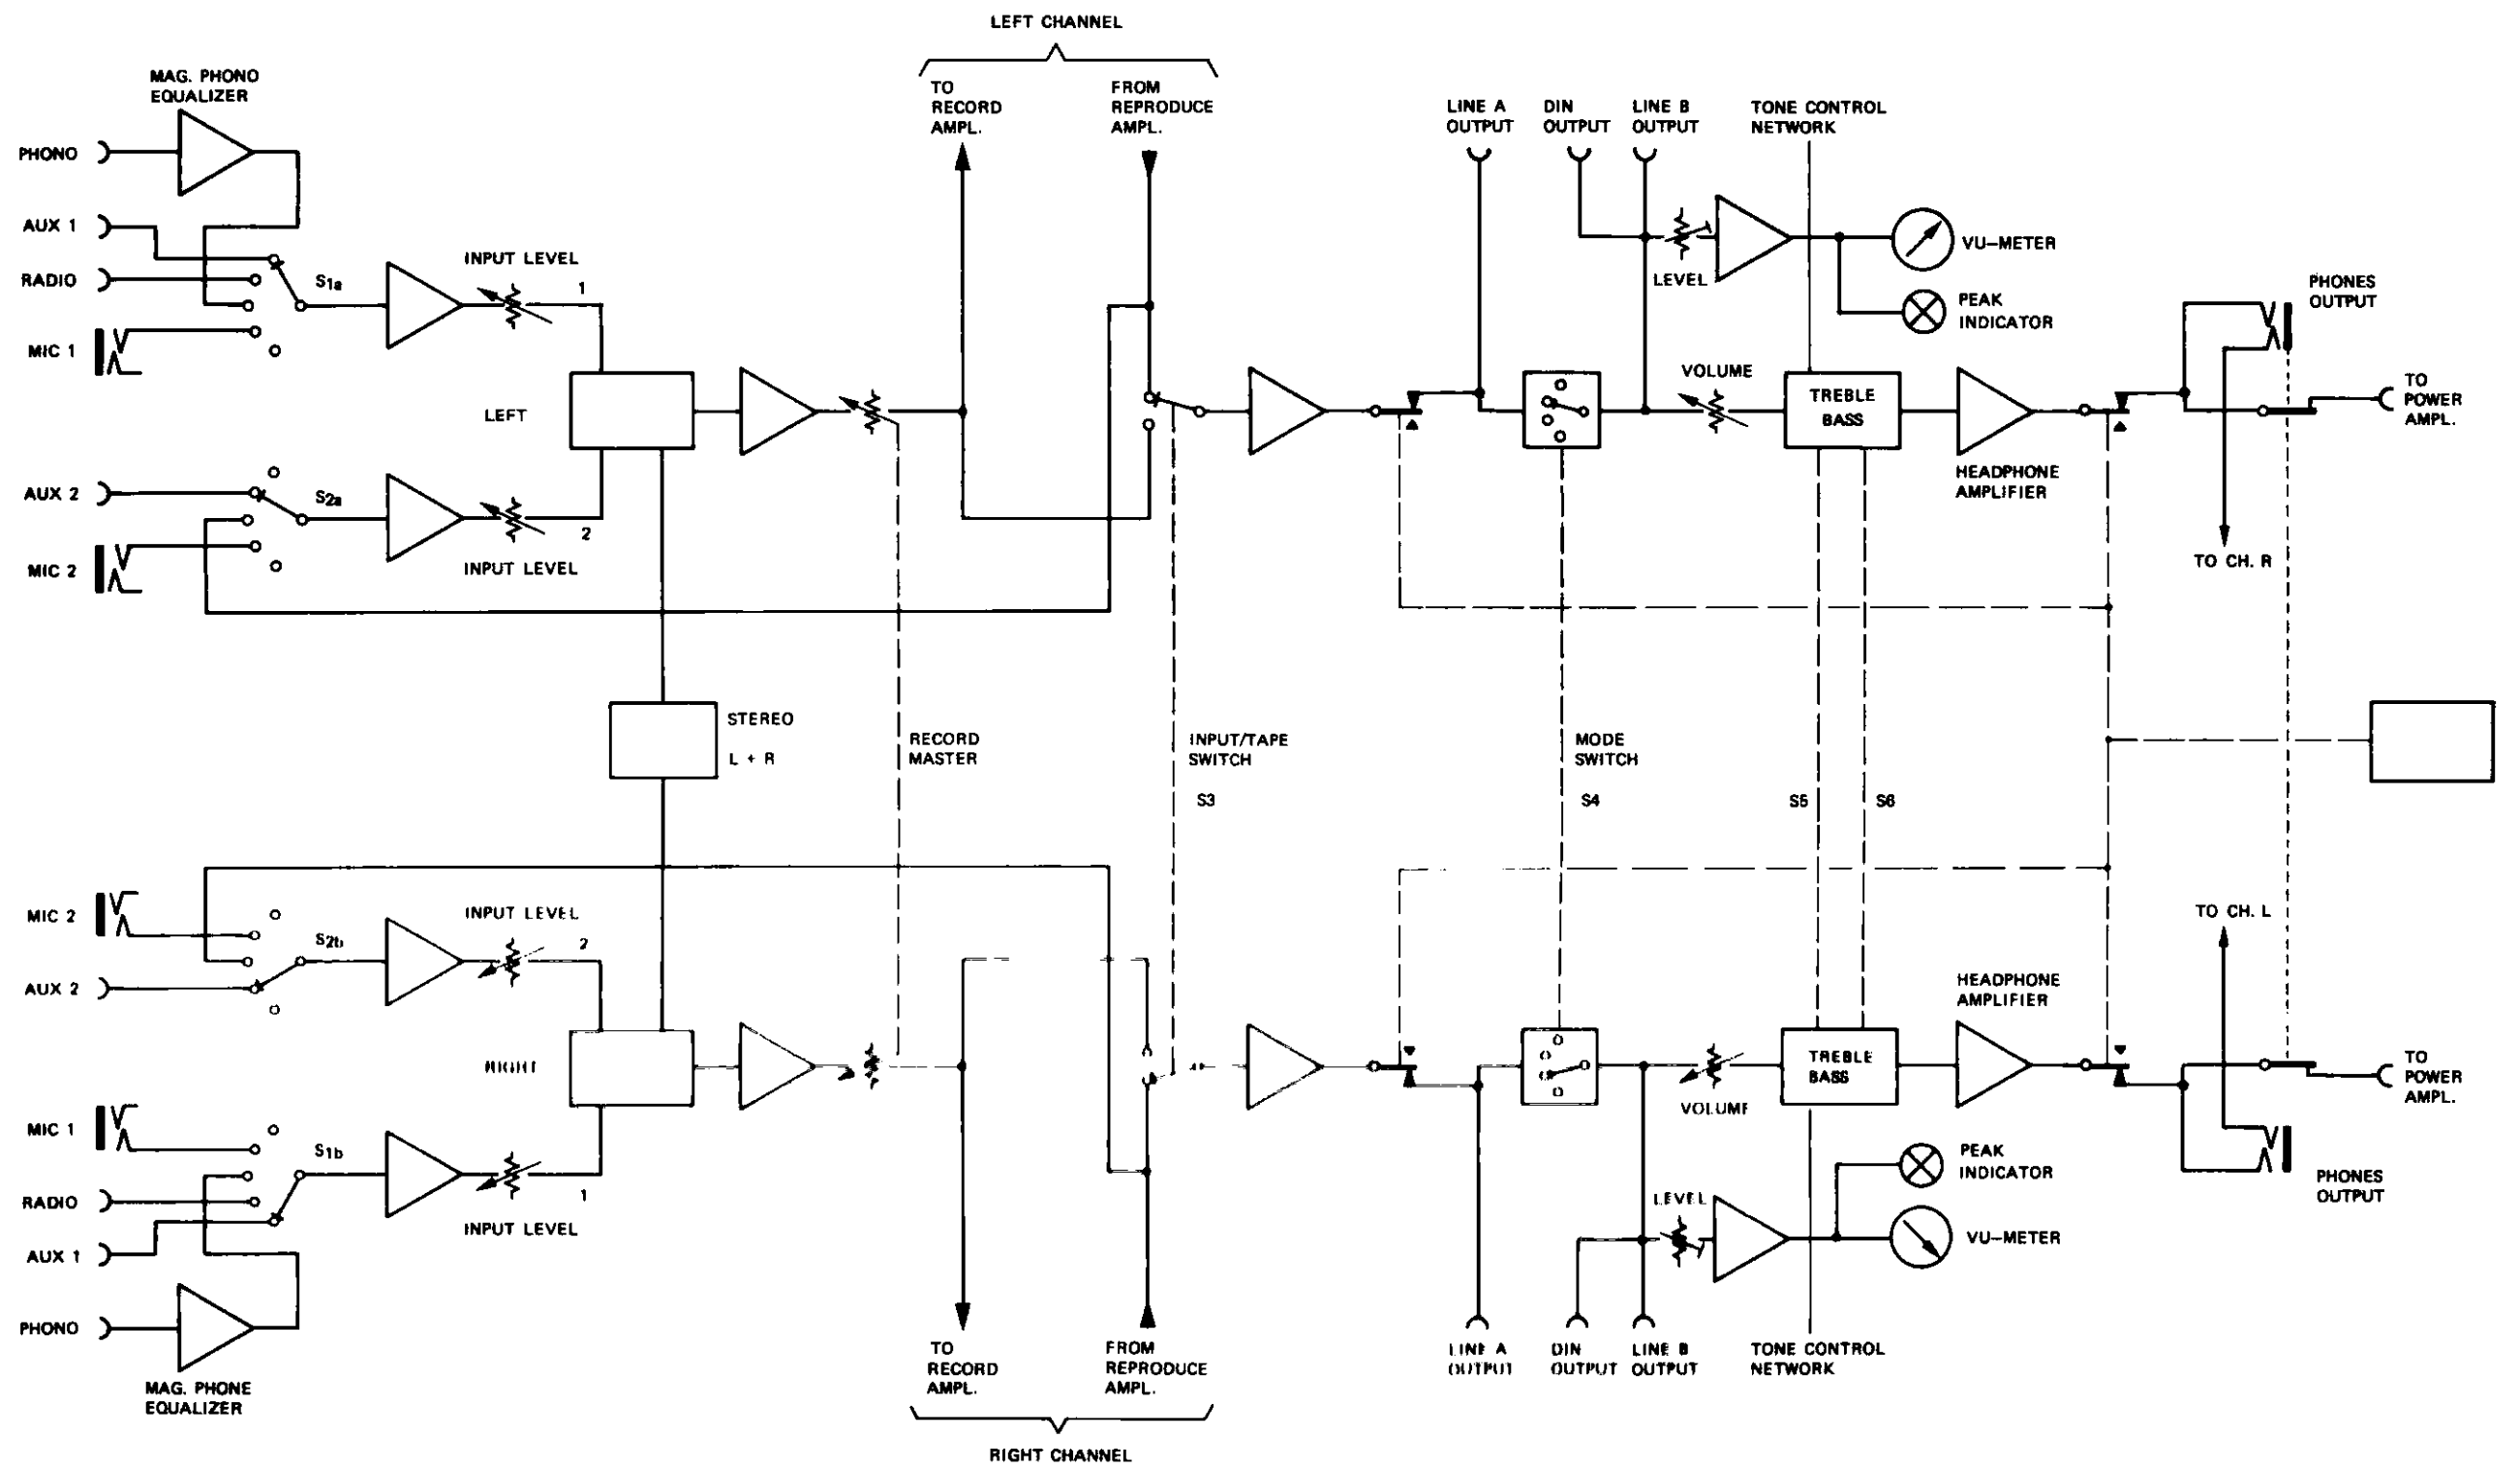 LEFT CHANNEL
MAG. PHONO
EQUALIZER
TO
RECORD
AMPL.
FROM
REPRODUCE
AMPL.
LINE A
OUTPUT
DIN
OUTPUT
LINE B
OUTPUT
TONE CONTROL
NETWORK
PHONO
AUX 1
RADIO
MIC 1
S1a
INPUT LEVEL
1
LEVEL
VU-METER
PEAK
INDICATOR
PHONES
OUTPUT
LEFT
VOLUME
TREBLE
BASS
TO
POWER
AMPL.
HEADPHONE
AMPLIFIER
AUX 2
MIC 2
S2a
2
INPUT LEVEL
TO CH. R
STEREO
L + R
RECORD
MASTER
INPUT/TAPE
SWITCH
S3
MODE
SWITCH
S4
S5
S6
MIC 2
AUX 2
S2b
INPUT LEVEL
2
TO CH. L
HEADPHONE
AMPLIFIER
RIGHT
TREBLE
BASS
VOLUME
TO
POWER
AMPL.
MIC 1
RADIO
AUX 1
PHONO
S1b
1
INPUT LEVEL
LEVEL
PEAK
INDICATOR
VU-METER
PHONES
OUTPUT
MAG. PHONE
EQUALIZER
TO
RECORD
AMPL.
FROM
REPRODUCE
AMPL.
LINE A
OUTPUT
DIN
OUTPUT
LINE B
OUTPUT
TONE CONTROL
NETWORK
RIGHT CHANNEL